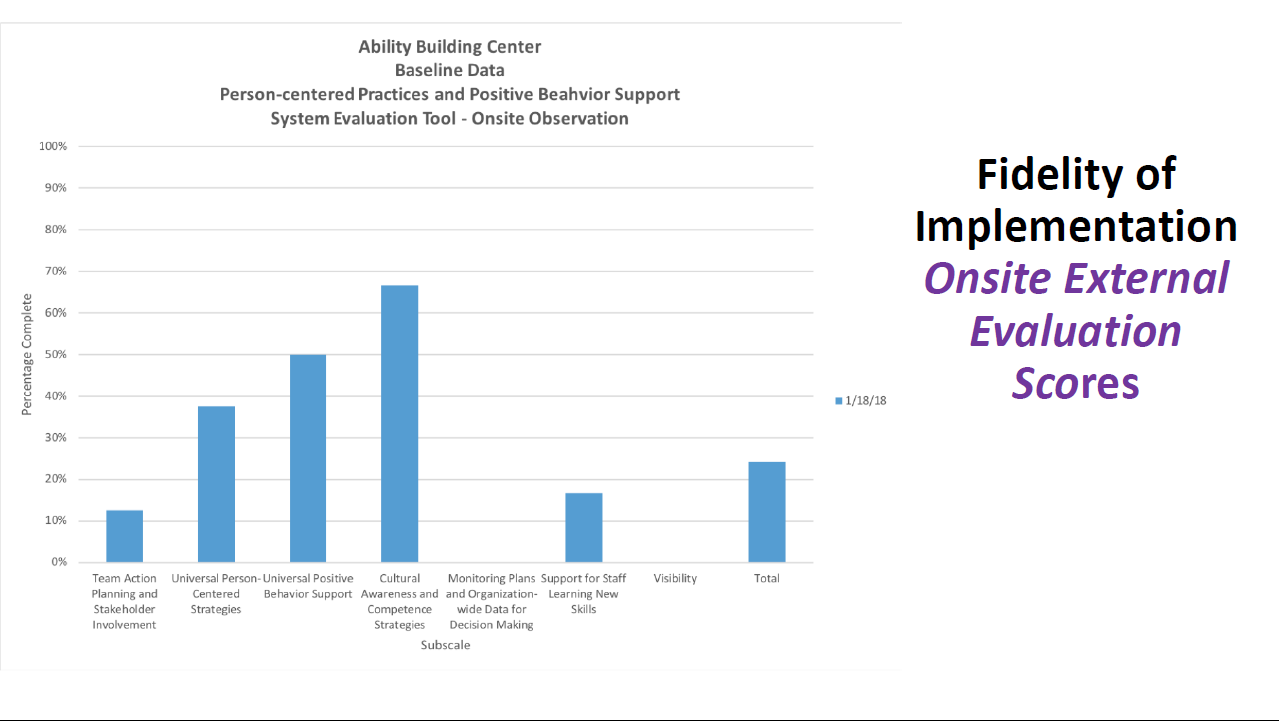 Ability Building Center
Baseline Data
Person-centered Practices and Positive Beahvior Support
System Evaluation Tool - Onsite Observation
100%
90%
80%
70%
60%
50%
40%
30%
20%
10%
0%
Percentage Complete
Team Action
Planning and
Stakeholder
Involvement
Universal Person-
Centered
Strategies
Universal Positive
Behavior Support
Cultural
Awareness and
Competence
Strategies
Monitoring Plans
and Organization-
wide Data for
Decision Making
Support for Staff
Learning New
Skills
Visibility
Total
Subscale
1/18/18
Fidelity of
Implementation
Onsite External
Evaluation
Scores